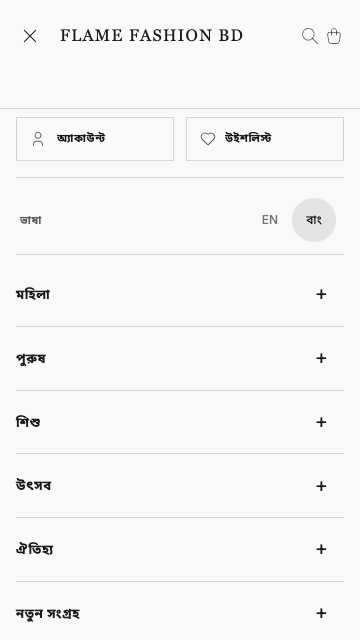 FLAME FASHION BD
অ্যাকাউন্ট
উইশলিস্ট
ভাষা
EN
বাং
মহিলা
পুরুষ
শিশু
উৎসব
ঐতিহ্য
নতুন সংগ্রহ